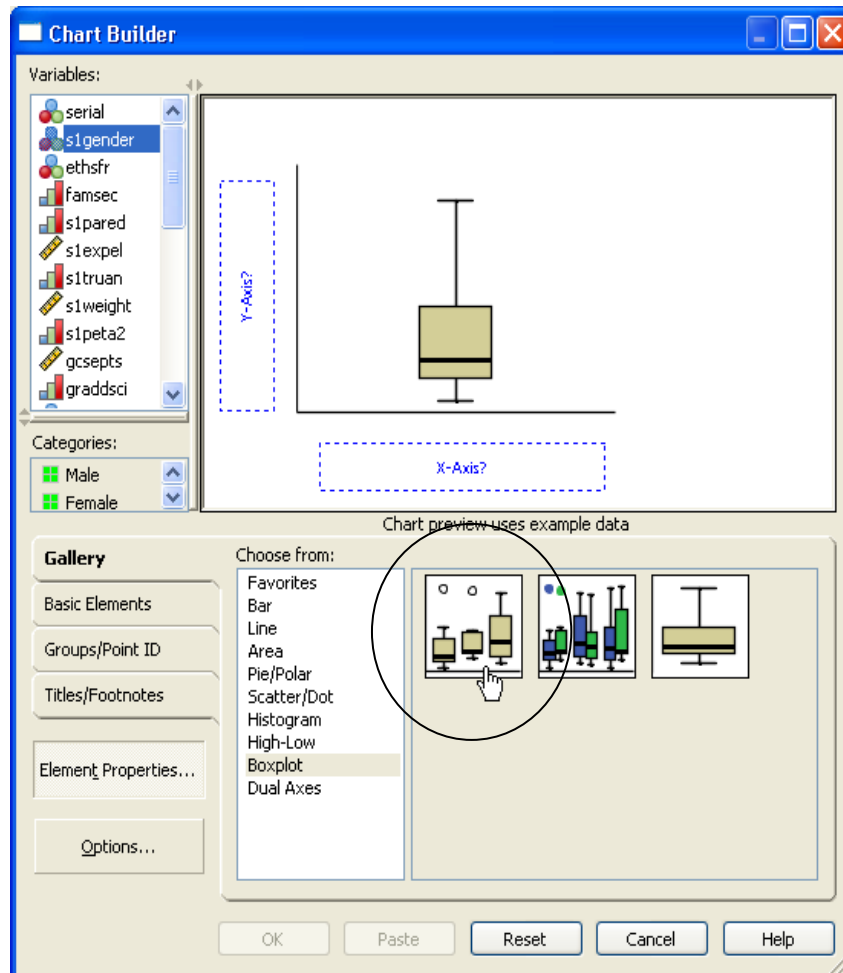 Chart Builder
Variables:
serial
s1gender
ethsfr
famsec
s1pared
s1expel
s1truan
s1weight
s1peta2
gcsepts
graddsci
Categories:
Male
Female
Y-Axis?
X-Axis?
Chart preview uses example data
Gallery
Basic Elements
Groups/Point ID
Titles/Footnotes
Element Properties...
Options...
Choose from:
Favorites
Bar
Line
Area
Pie/Polar
Scatter/Dot
Histogram
High-Low
Boxplot
Dual Axes
OK
Paste
Reset
Cancel
Help